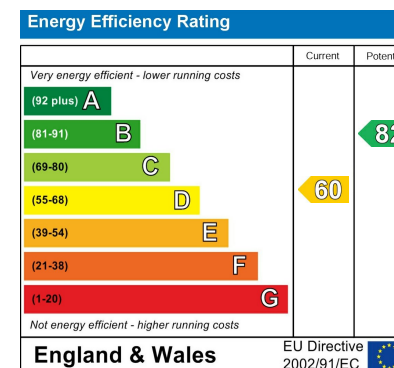 Energy Efficiency Rating
Current
Very energy efficient - lower running costs
(92 plus) A
(81-91) B
(69-80) C
60
(55-68) D
(39-54) E
(21-38) F
(1-20) G
Not energy efficient - higher running costs
England & Wales
EU Directive
2002/91/EC